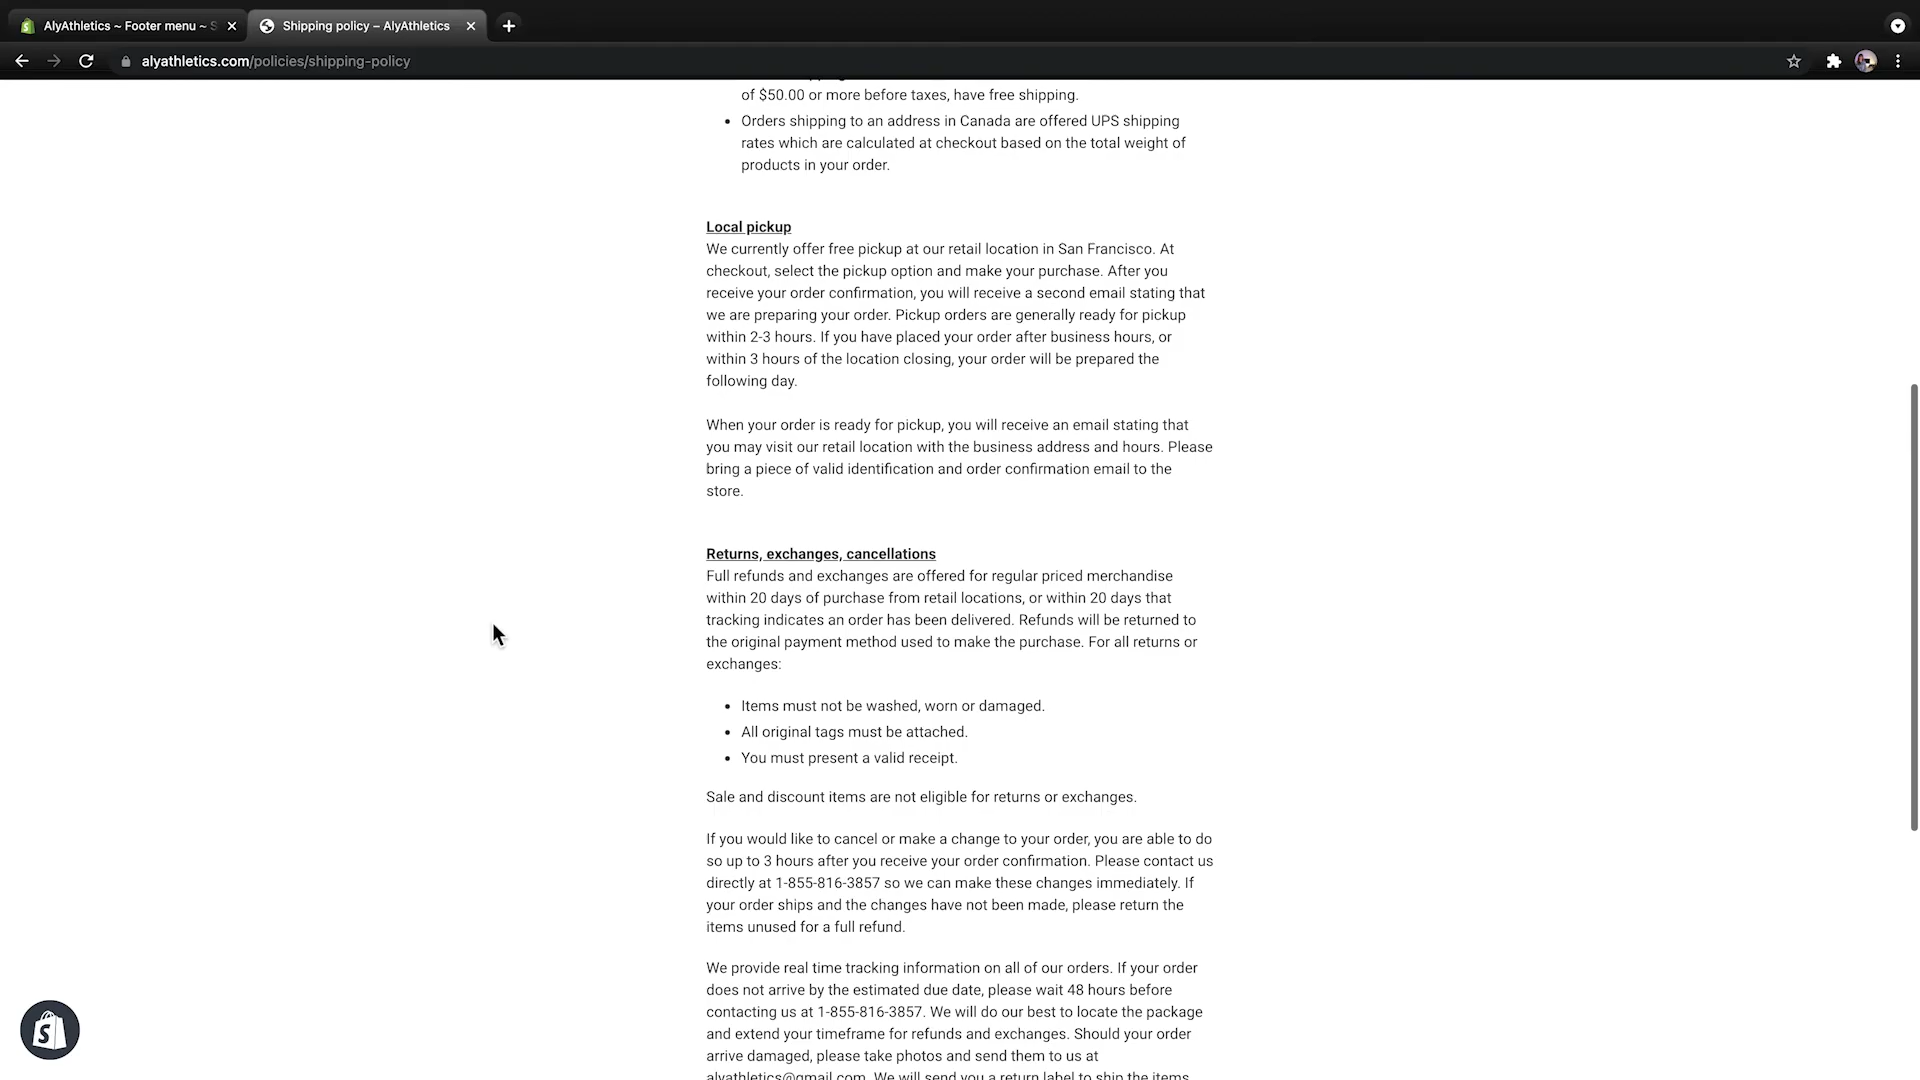 AlyAthletics ~ Footer menu ~ S
Shipping policy – AlyAthletics
alyathletics.com/policies/shipping-policy
of $50.00 or more before taxes, have free shipping.
• Orders shipping to an address in Canada are offered UPS shipping
rates which are calculated at checkout based on the total weight of
products in your order.
Local pickup
We currently offer free pickup at our retail location in San Francisco. At
checkout, select the pickup option and make your purchase. After you
receive your order confirmation, you will receive a second email stating that
we are preparing your order. Pickup orders are generally ready for pickup
within 2-3 hours. If you have placed your order after business hours, or
within 3 hours of the location closing, your order will be prepared the
following day.
When your order is ready for pickup, you will receive an email stating that
you may visit our retail location with the business address and hours. Please
bring a piece of valid identification and order confirmation email to the
store.
Returns, exchanges, cancellations
Full refunds and exchanges are offered for regular priced merchandise
within 20 days of purchase from retail locations, or within 20 days that
tracking indicates an order has been delivered. Refunds will be returned to
the original payment method used to make the purchase. For all returns or
exchanges:
• Items must not be washed, worn or damaged.
• All original tags must be attached.
• You must present a valid receipt.
Sale and discount items are not eligible for returns or exchanges.
If you would like to cancel or make a change to your order, you are able to do
so up to 3 hours after you receive your order confirmation. Please contact us
directly at 1-855-816-3857 so we can make these changes immediately. If
your order ships and the changes have not been made, please return the
items unused for a full refund.
We provide real time tracking information on all of our orders. If your order
does not arrive by the estimated due date, please wait 48 hours before
contacting us at 1-855-816-3857. We will do our best to locate the package
and extend your timeframe for refunds and exchanges. Should your order
arrive damaged, please take photos and send them to us at
alyathletics@gmail.com. We will send you a return label to ship the items